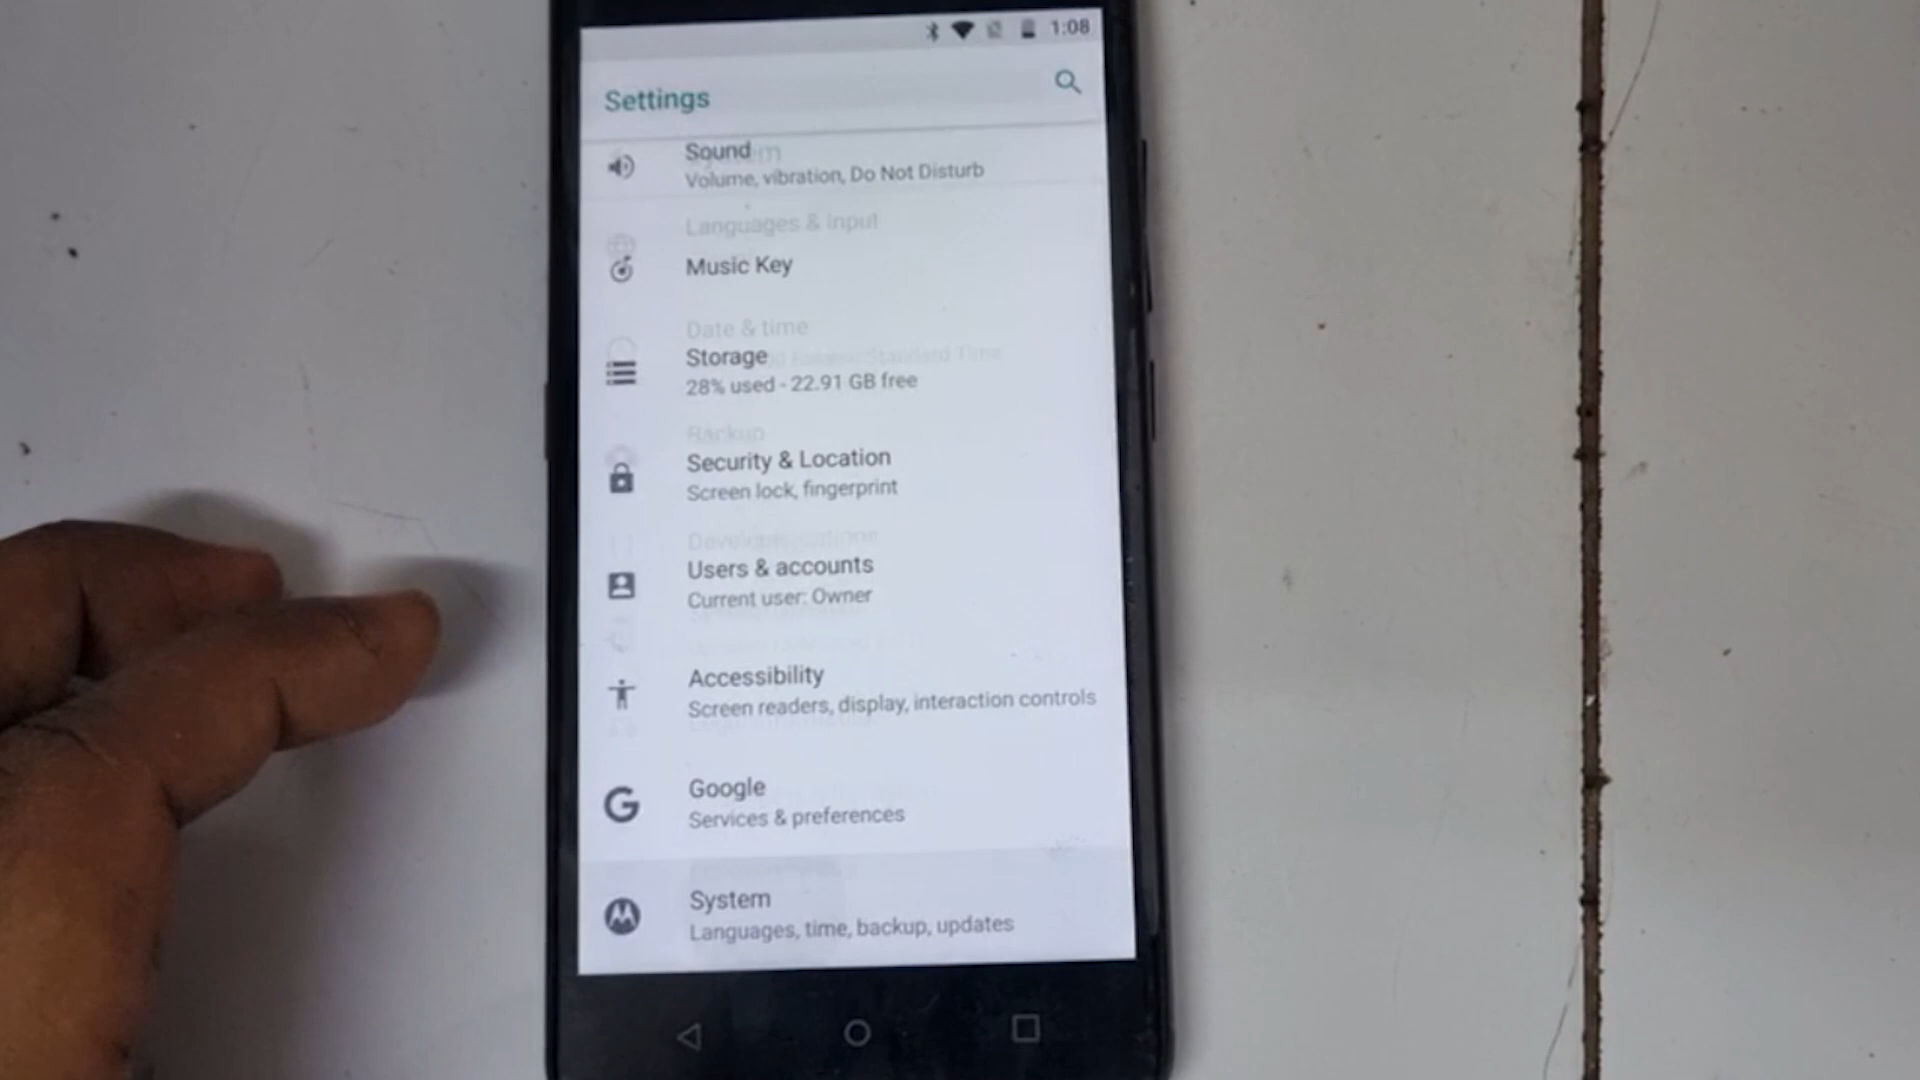 1:08
Settings
Sound
Volume, vibration, Do Not Disturb
Languages & input
Music Key
Date & time
Storage
Standard Time
28% used - 22.91 GB free
Backup
Security & Location
Screen lock, fingerprint
Developer options
Users & accounts
Current user: Owner
Accessibility
Screen readers, display, interaction controls
Google
Services & preferences
System
Languages, time, backup, updates